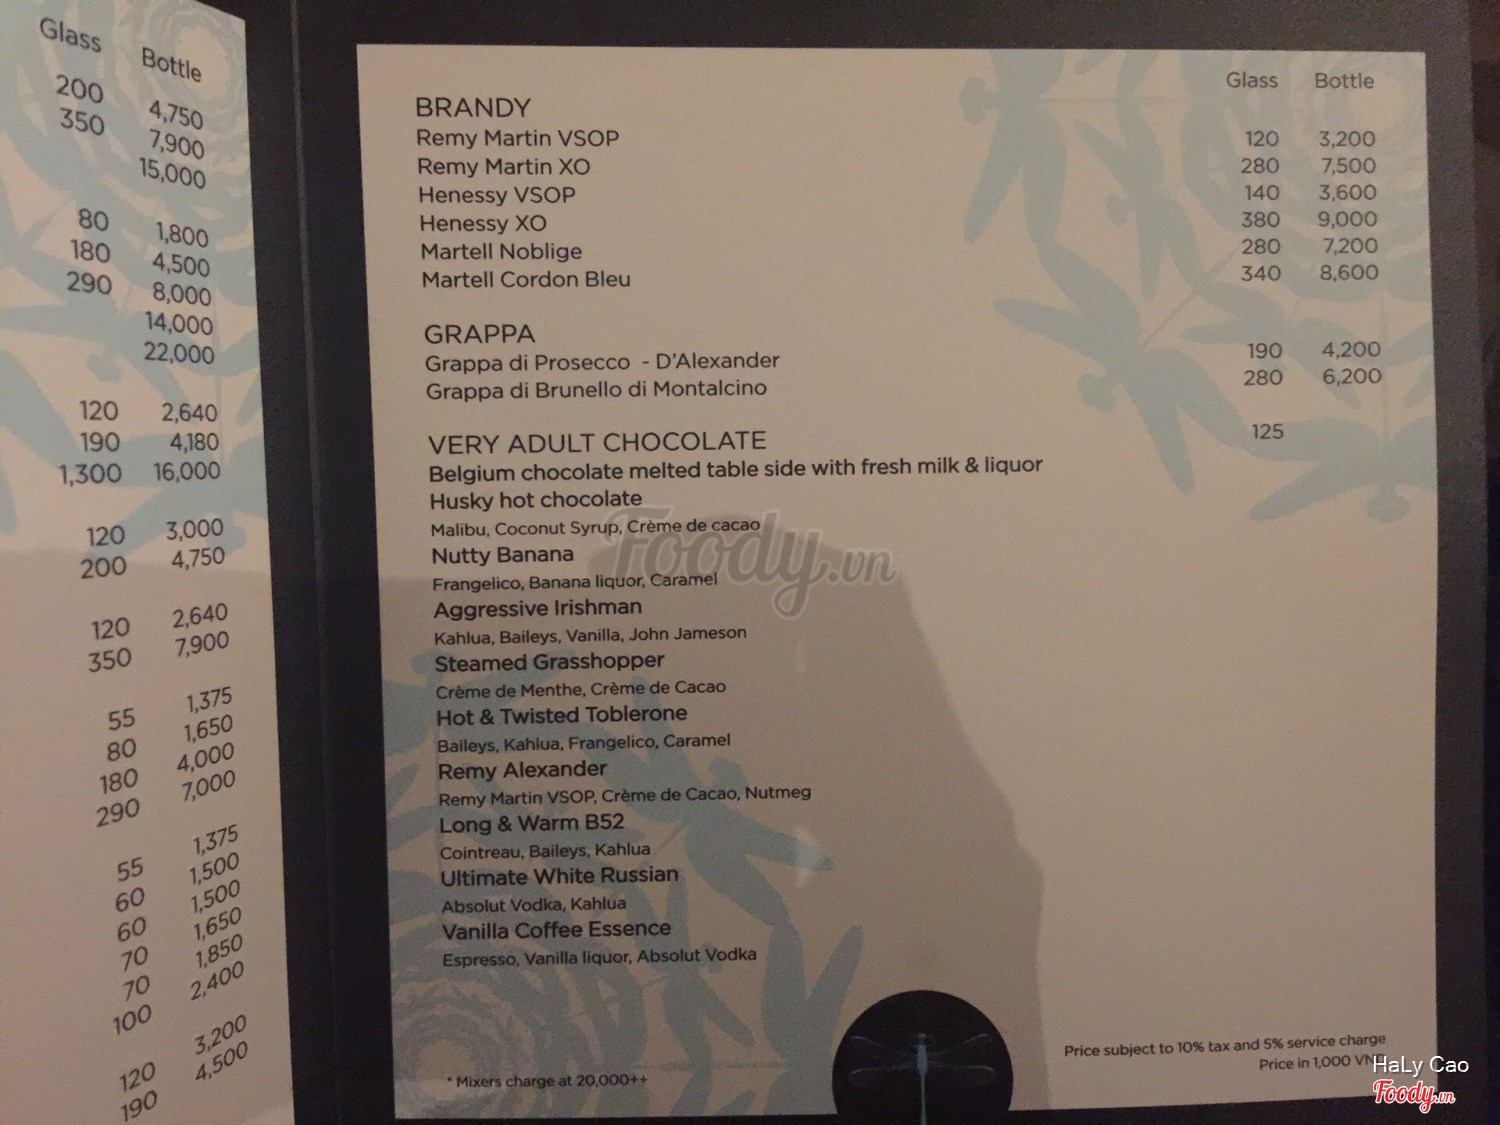 Glass Bottle
200 4,750
350 7,900
15,000
80 1,800
180 4,500
290 8,000
14,000
22,000
120 2,640
190 4,180
1,300 16,000
120 3,000
200 4,750
120 2,640
350 7,900
55 1,375
80 1,650
180 4,000
290 7,000
55 1,375
60 1,500
60 1,500
70 1,650
70 1,850
100 2,400
120 3,200
190 4,500
Glass Bottle
BRANDY
Remy Martin VSOP 120 3,200
Remy Martin XO 280 7,500
Henessy VSOP 140 3,600
Henessy XO 380 9,000
Martell Noblige 280 7,200
Martell Cordon Bleu 340 8,600
GRAPPA
Grappa di Prosecco - D'Alexander 190 4,200
Grappa di Brunello di Montalcino 280 6,200
VERY ADULT CHOCOLATE 125
Belgium chocolate melted table side with fresh milk & liquor
Husky hot chocolate
Malibu, Coconut Syrup, Crème de cacao
Nutty Banana
Frangelico, Banana liquor, Caramel
Aggressive Irishman
Kahlua, Baileys, Vanilla, John Jameson
Steamed Grasshopper
Crème de Menthe, Crème de Cacao
Hot & Twisted Toblerone
Baileys, Kahlua, Frangelico, Caramel
Remy Alexander
Remy Martin VSOP, Crème de Cacao, Nutmeg
Long & Warm B52
Cointreau, Baileys, Kahlua
Ultimate White Russian
Absolut Vodka, Kahlua
Vanilla Coffee Essence
Espresso, Vanilla liquor, Absolut Vodka
* Mixers charge at 20,000++
Price subject to 10% tax and 5% service charge
Price in 1,000 VND
Foody.vn
HaLy Cao
Foody.vn